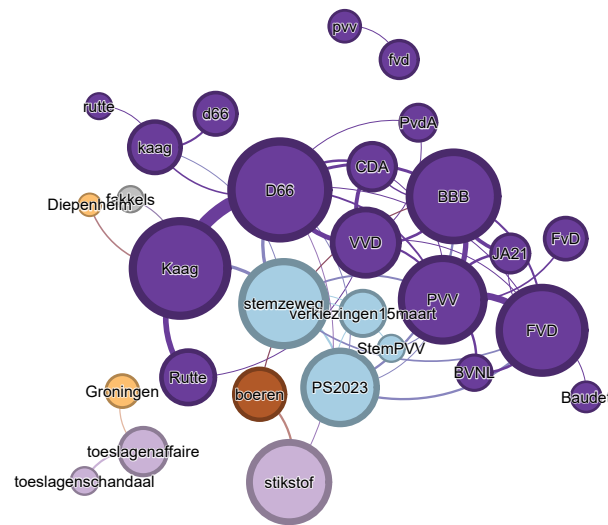 pvv
fvd
rutte
d66
PvdA
kaag
CDA
D66
BBB
Diepenheim
fakkels
VVD
FvD
JA21
Kaag
stemzeweg
PVV
verkiezingen15maart
FVD
StemPVV
BVNL
Rutte
PS2023
Groningen
boeren
Baudet
toeslagenaffaire
toeslagenschandaal
stikstof